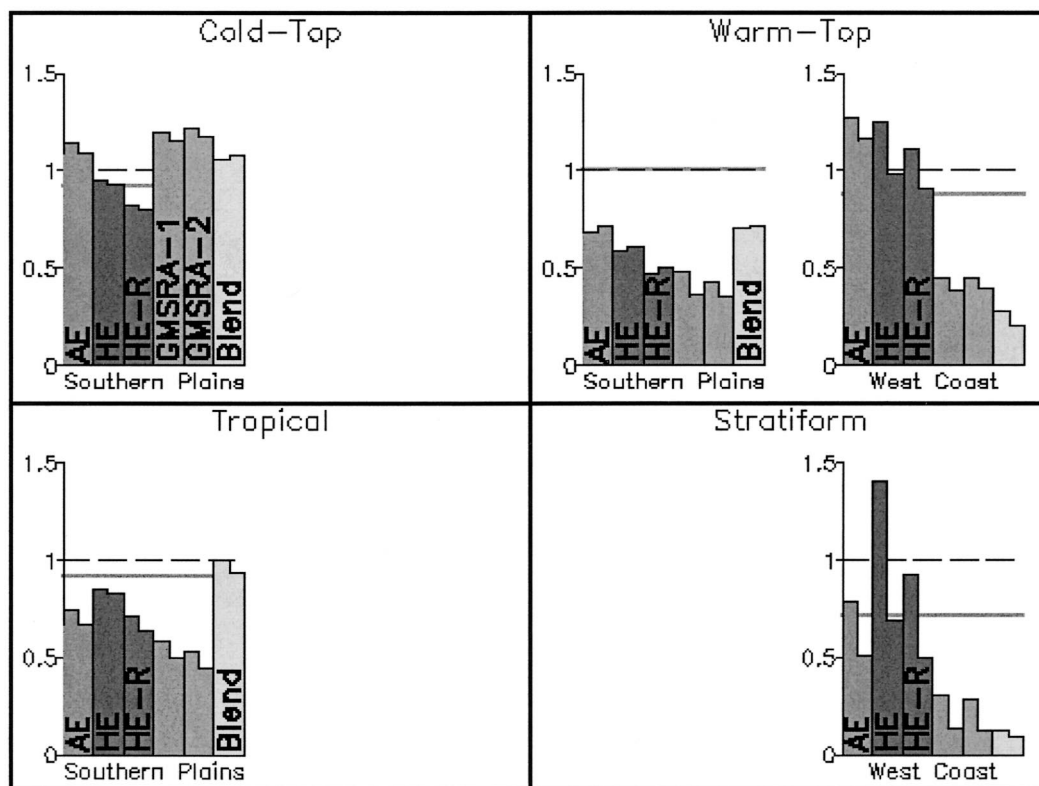 Cold-Top
1.5
1
0.5
0
AE
HE
HE-R
GMSRA-1
GMSRA-2
Blend
Southern Plains
Warm-Top
1.5
1
0.5
0
AE
HE
HE-R
Blend
Southern Plains
1.5
1
0.5
0
AE
HE
HE-R
West Coast
Tropical
1.5
1
0.5
0
AE
HE
HE-R
Blend
Southern Plains
Stratiform
1.5
1
0.5
0
AE
HE
HE-R
West Coast